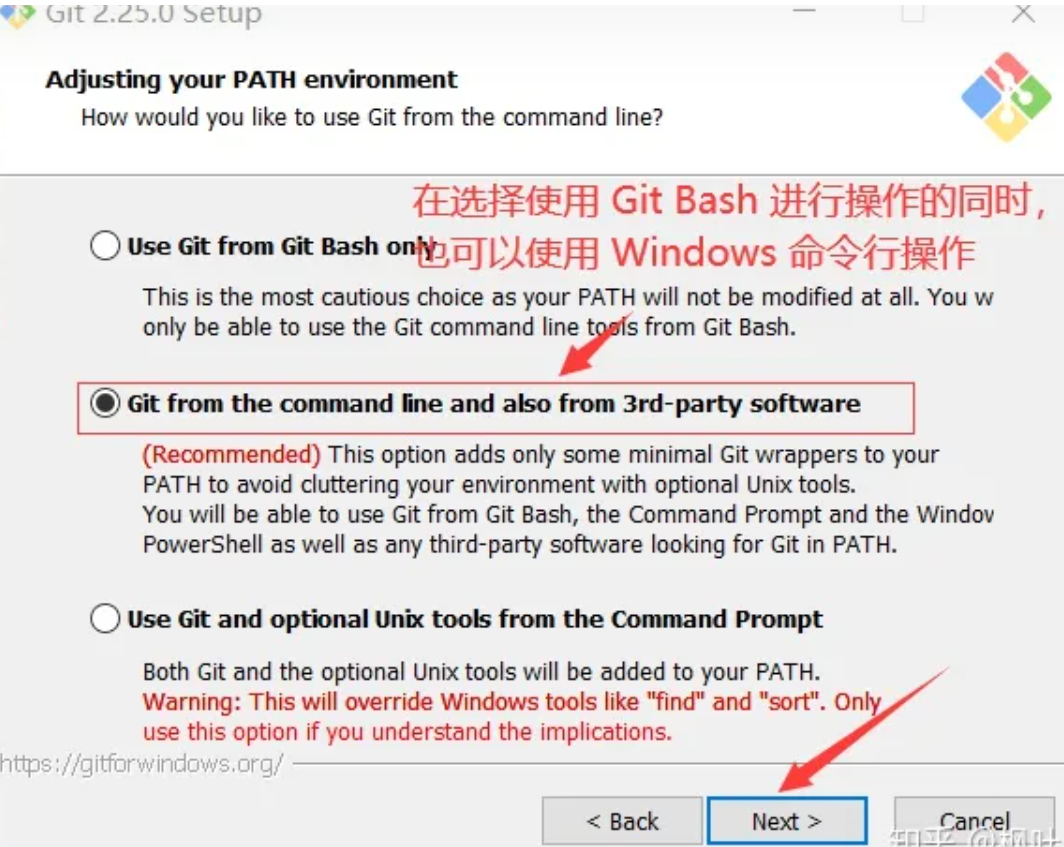 Git 2.25.0 Setup
Adjusting your PATH environment
How would you like to use Git from the command line?
在选择使用 Git Bash 进行操作的同时，
也可以使用 Windows 命令行操作
Use Git from Git Bash only
This is the most cautious choice as your PATH will not be modified at all. You w
only be able to use the Git command line tools from Git Bash.
Git from the command line and also from 3rd-party software
(Recommended) This option adds only some minimal Git wrappers to your
PATH to avoid cluttering your environment with optional Unix tools.
You will be able to use Git from Git Bash, the Command Prompt and the Window
PowerShell as well as any third-party software looking for Git in PATH.
Use Git and optional Unix tools from the Command Prompt
Both Git and the optional Unix tools will be added to your PATH.
Warning: This will override Windows tools like "find" and "sort". Only
use this option if you understand the implications.
https://gitforwindows.org/
< Back
Next >
Cancel
知乎